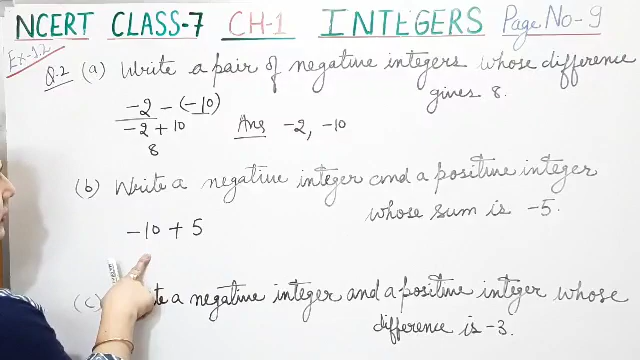 NCERT CLASS-7 CH-1 INTEGERS Page No-9
Ex-1.2
Q.2 (a) Write a pair of negative integers whose difference
gives 8.
-2 - (-10)
-2 + 10
8
Ans -2, -10
(b) Write a negative integer and a positive integer
whose sum is -5.
-10 + 5
(c) a negative integer and a positive integer whose
difference is -3.